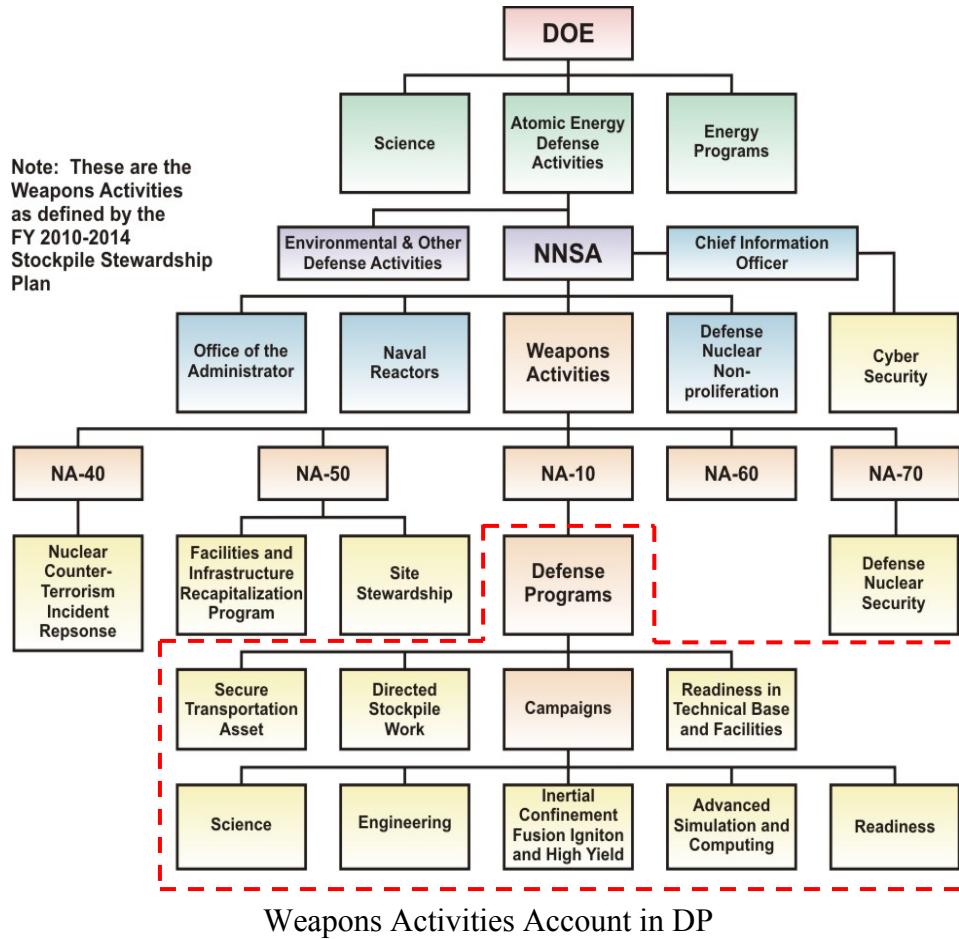 DOE
Science
Atomic Energy
Defense
Activities
Energy
Programs
Note: These are the
Weapons Activities
as defined by the
FY 2010-2014
Stockpile Stewardship
Plan
Environmental & Other
Defense Activities
NNSA
Chief Information
Officer
Office of the
Administrator
Naval
Reactors
Weapons
Activities
Defense
Nuclear
Non-
proliferation
Cyber
Security
NA-40
NA-50
NA-10
NA-60
NA-70
Nuclear
Counter-
Terrorism
Incident
Repsonse
Facilities and
Infrastructure
Recapitalization
Program
Site
Stewardship
Defense
Programs
Defense
Nuclear
Security
Secure
Transportation
Asset
Directed
Stockpile
Work
Campaigns
Readiness in
Technical Base
and Facilities
Science
Engineering
Inertial
Confinement
Fusion Igniton
and High Yield
Advanced
Simulation and
Computing
Readiness
Weapons Activities Account in DP